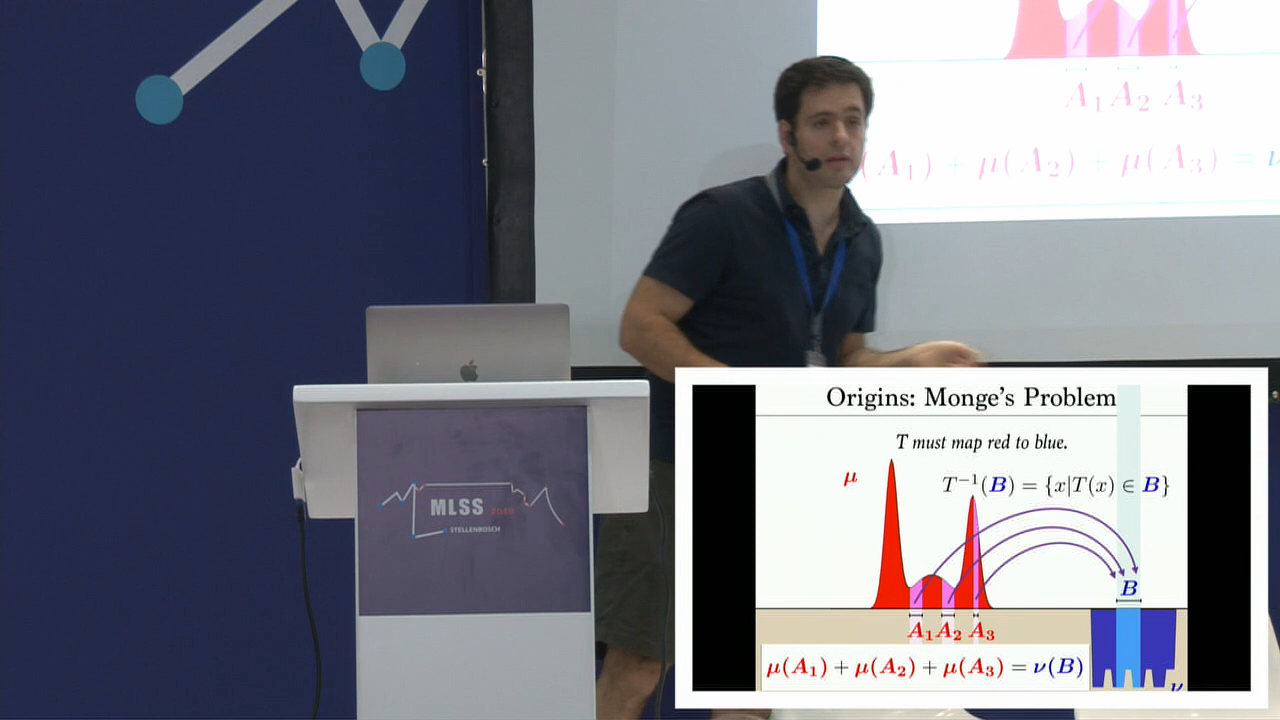 A₁ A₂ A₃
(A₁) + μ(A₂) + μ(A₃) = ν
MLSS 2019
STELLENBOSCH
Origins: Monge's Problem
T must map red to blue.
μ
T⁻¹(B) = {x|T(x) ∈ B}
B
A₁ A₂ A₃
μ(A₁) + μ(A₂) + μ(A₃) = ν(B)
ν